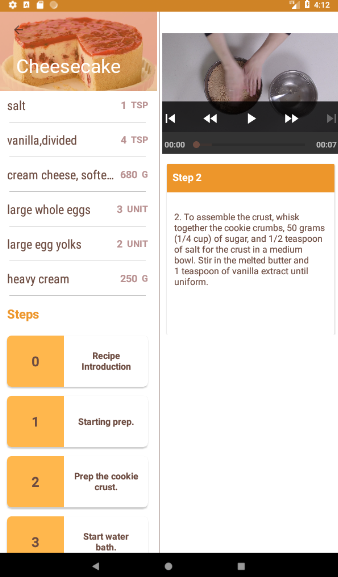 4:12
Cheesecake
salt 1 TSP
vanilla,divided 4 TSP
cream cheese, softe... 680 G
large whole eggs 3 UNIT
large egg yolks 2 UNIT
heavy cream 250 G
Steps
0 Recipe
Introduction
1 Starting prep.
2 Prep the cookie
crust.
3 Start water
bath.
00:00 00:07
Step 2
2. To assemble the crust, whisk
together the cookie crumbs, 50 grams
(1/4 cup) of sugar, and 1/2 teaspoon
of salt for the crust in a medium
bowl. Stir in the melted butter and
1 teaspoon of vanilla extract until
uniform.